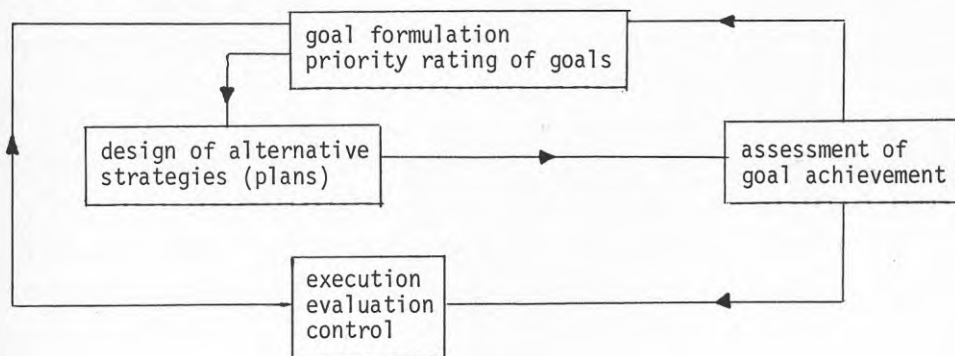 goal formulation
priority rating of goals
design of alternative
strategies (plans)
assessment of
goal achievement
execution
evaluation
control